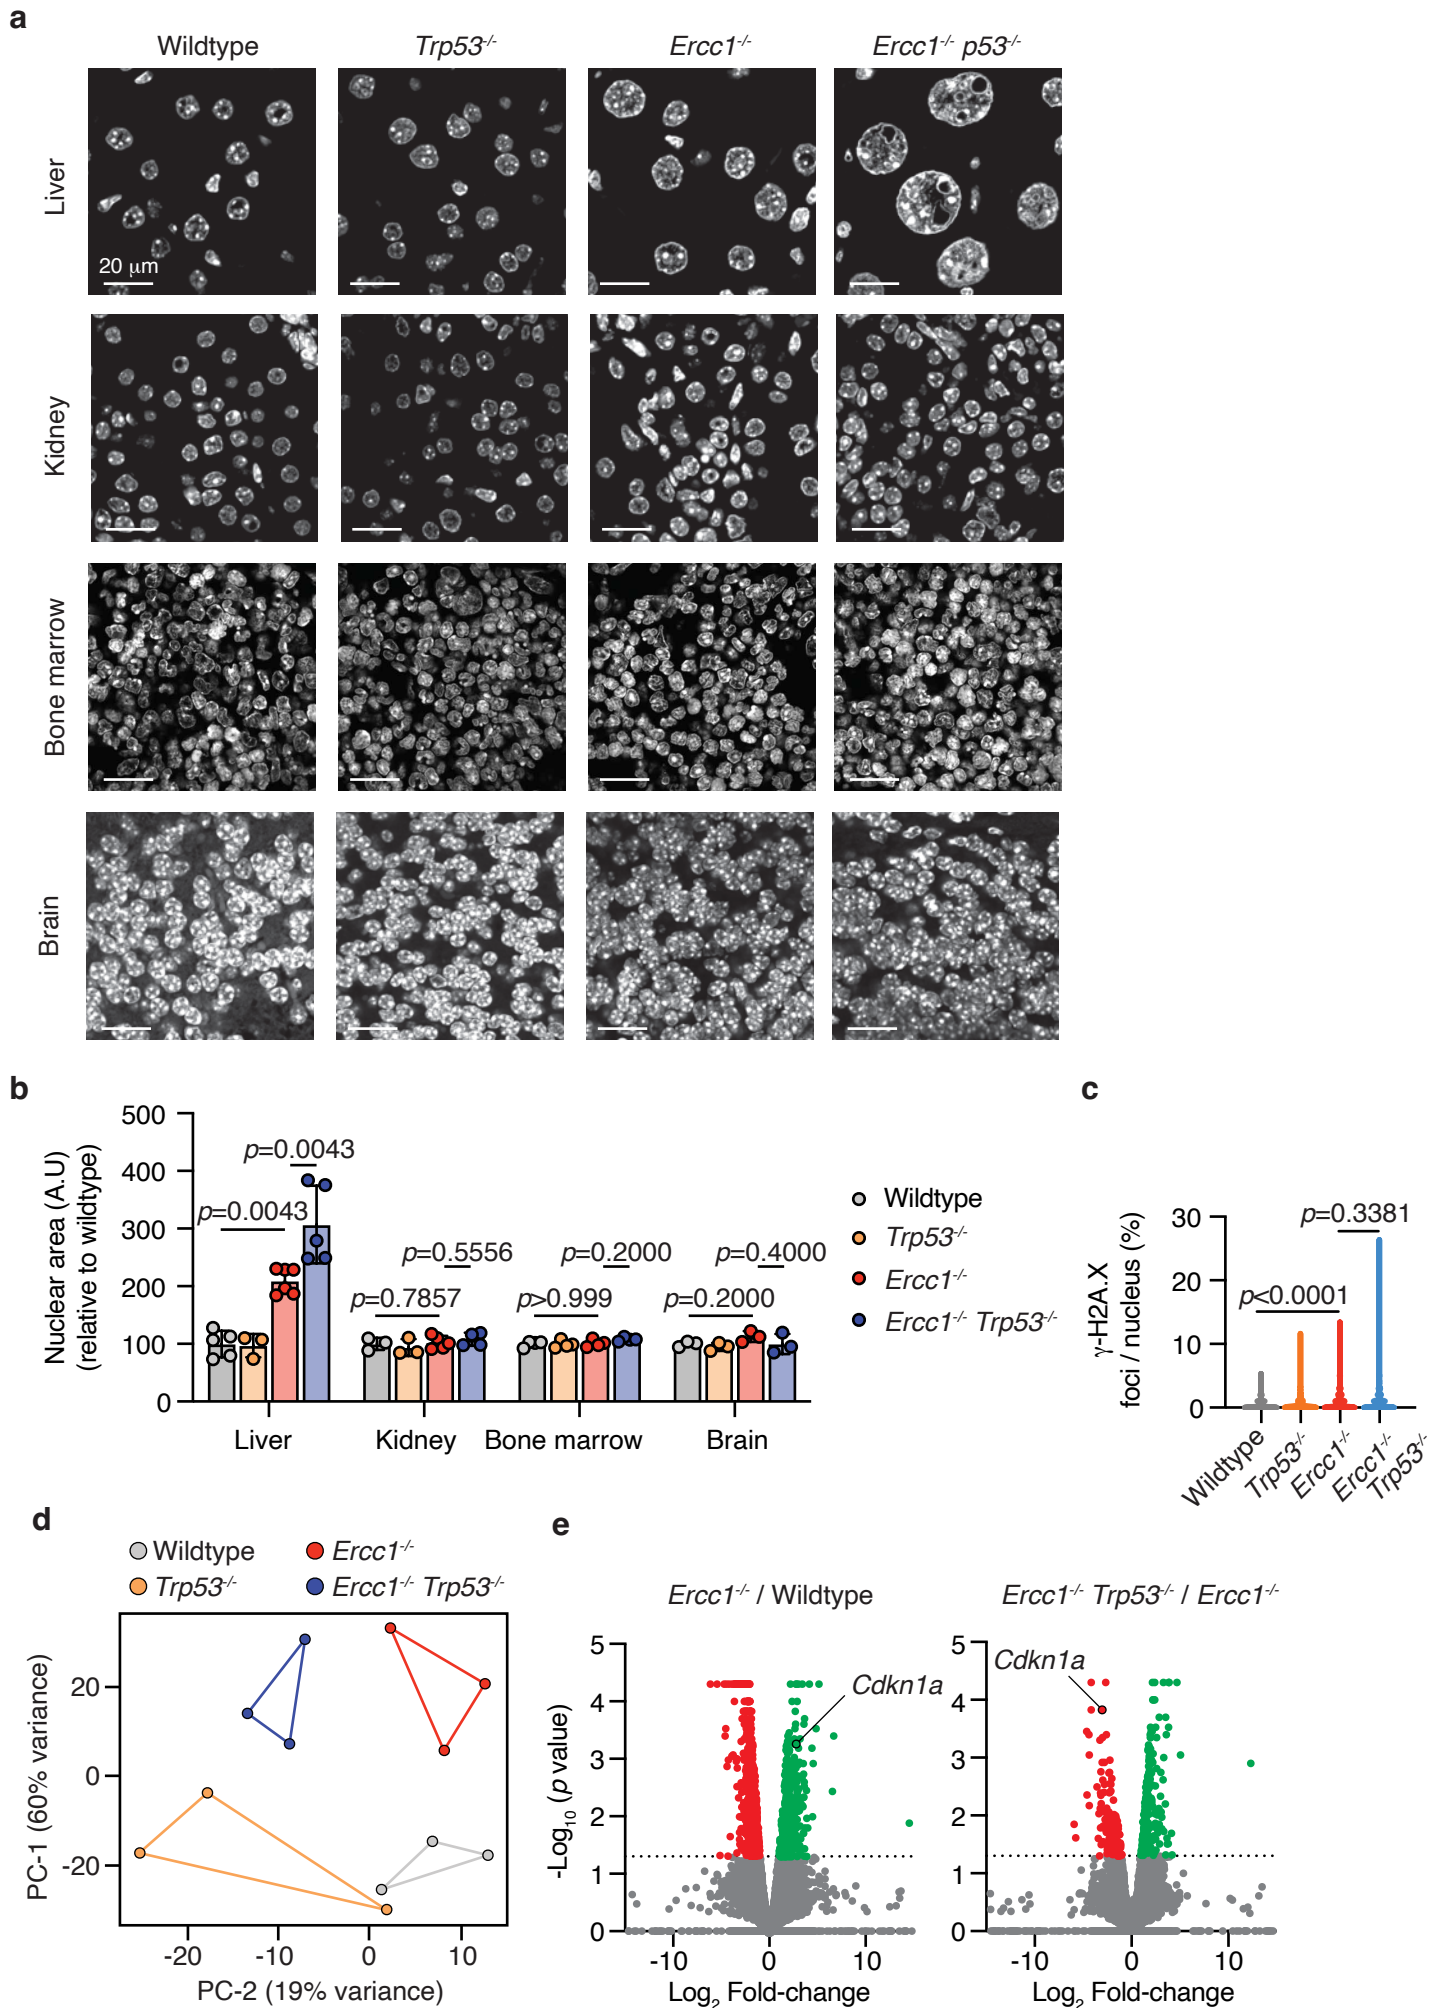 a
Wildtype Trp53-/- Ercc1-/- Ercc1-/- p53-/-
Liver
20 μm
Kidney
Bone marrow
Brain
b
Nuclear area (A.U)
(relative to wildtype)
500
400
300
200
100
0
p=0.0043
p=0.0043
p=0.5556 p=0.2000 p=0.4000
p=0.7857 p>0.999 p=0.2000
Liver Kidney Bone marrow Brain
Wildtype
Trp53-/-
Ercc1-/-
Ercc1-/- Trp53-/-
c
γ-H2A.X
foci / nucleus (%)
30
20
10
0
p=0.3381
p<0.0001
Wildtype
Trp53-/-
Ercc1-/-
Ercc1-/-
Trp53-/-
d
Wildtype Ercc1-/-
Trp53-/- Ercc1-/- Trp53-/-
PC-1 (60% variance)
20
0
-20
-20 -10 0 10
PC-2 (19% variance)
e
Ercc1-/- / Wildtype
-Log10 (p value)
5
4
3
2
1
0
Cdkn1a
-10 0 10
Log2 Fold-change
Ercc1-/- Trp53-/- / Ercc1-/-
5
4
3
2
1
0
Cdkn1a
-10 0 10
Log2 Fold-change